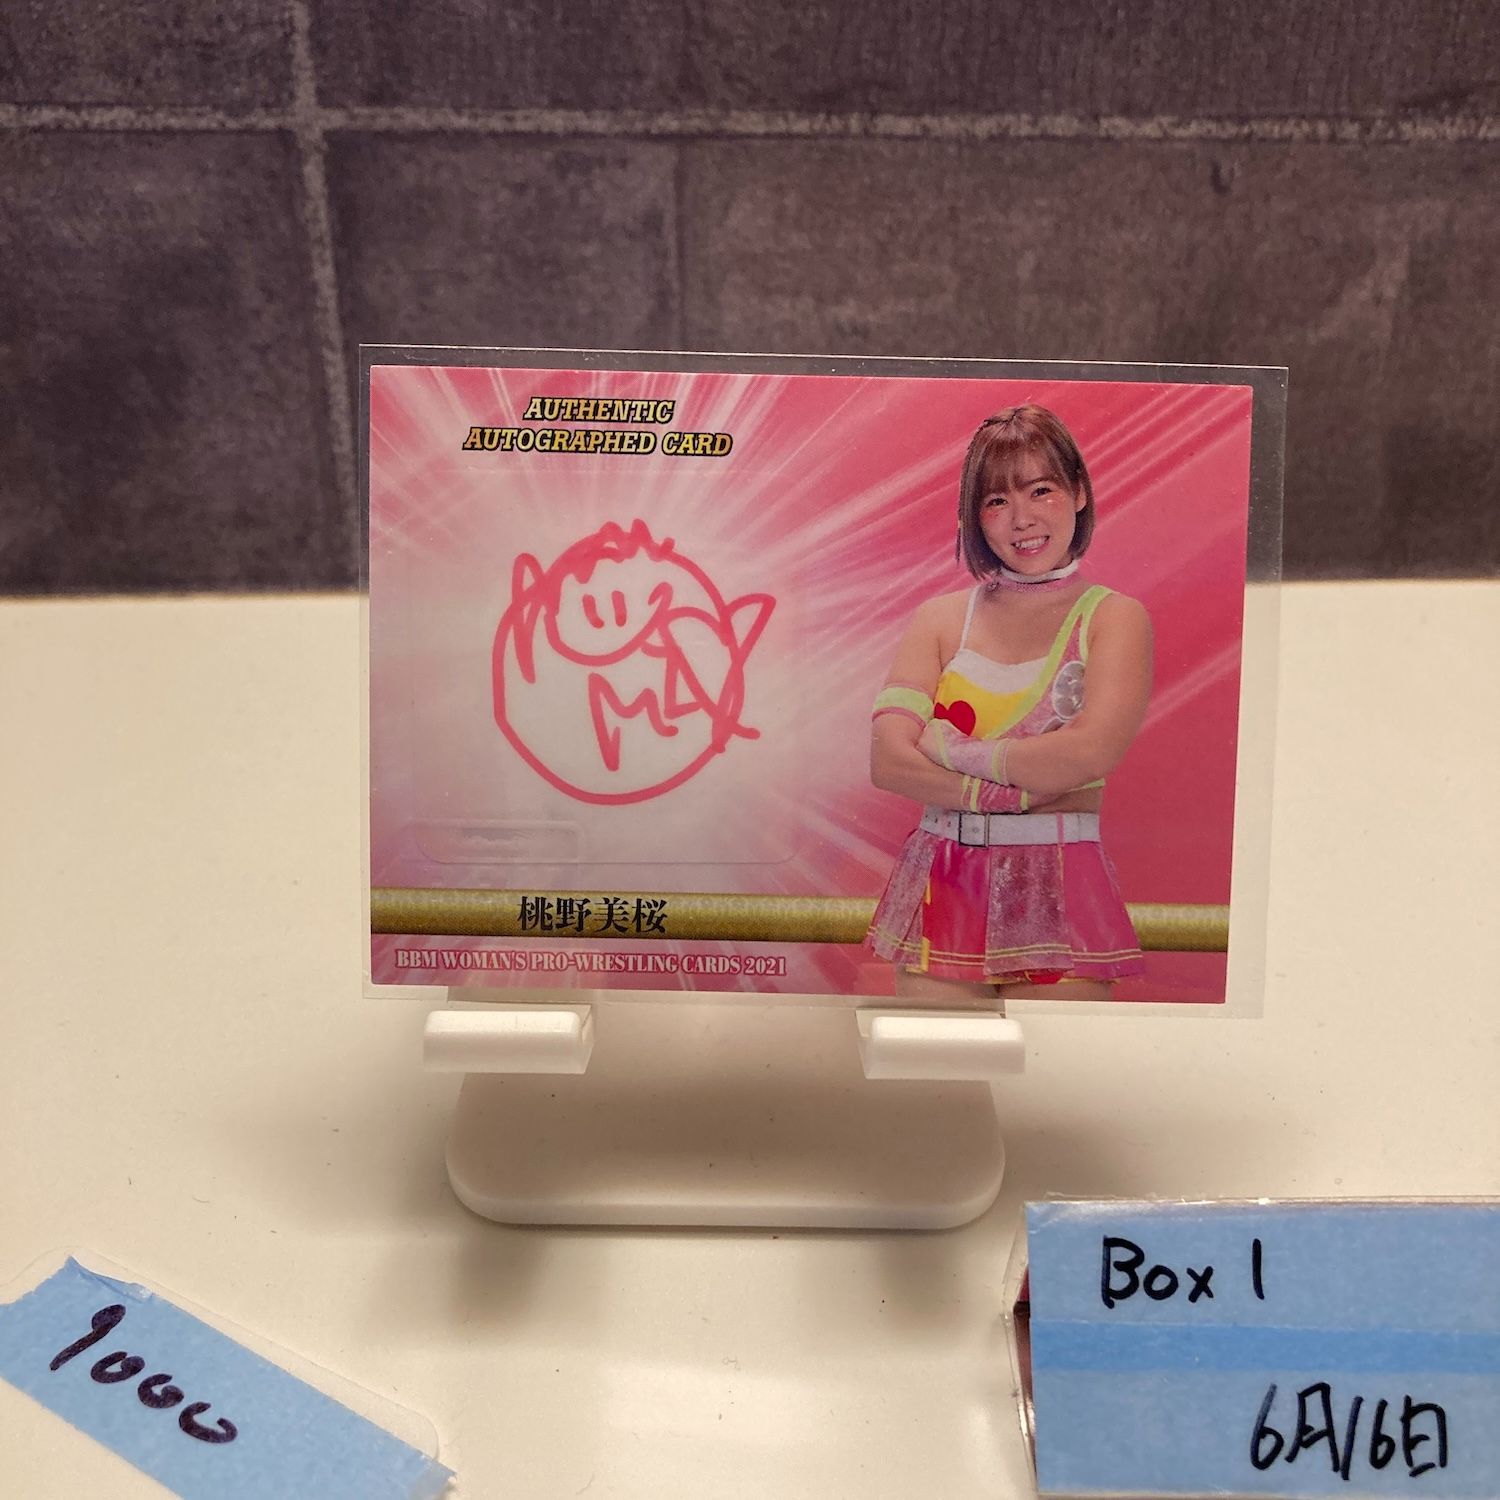 AUTHENTIC
AUTOGRAPHED CARD
桃野美桜
BBM WOMAN'S PRO-WRESTLING CARDS 2021
Box 1
6月16日